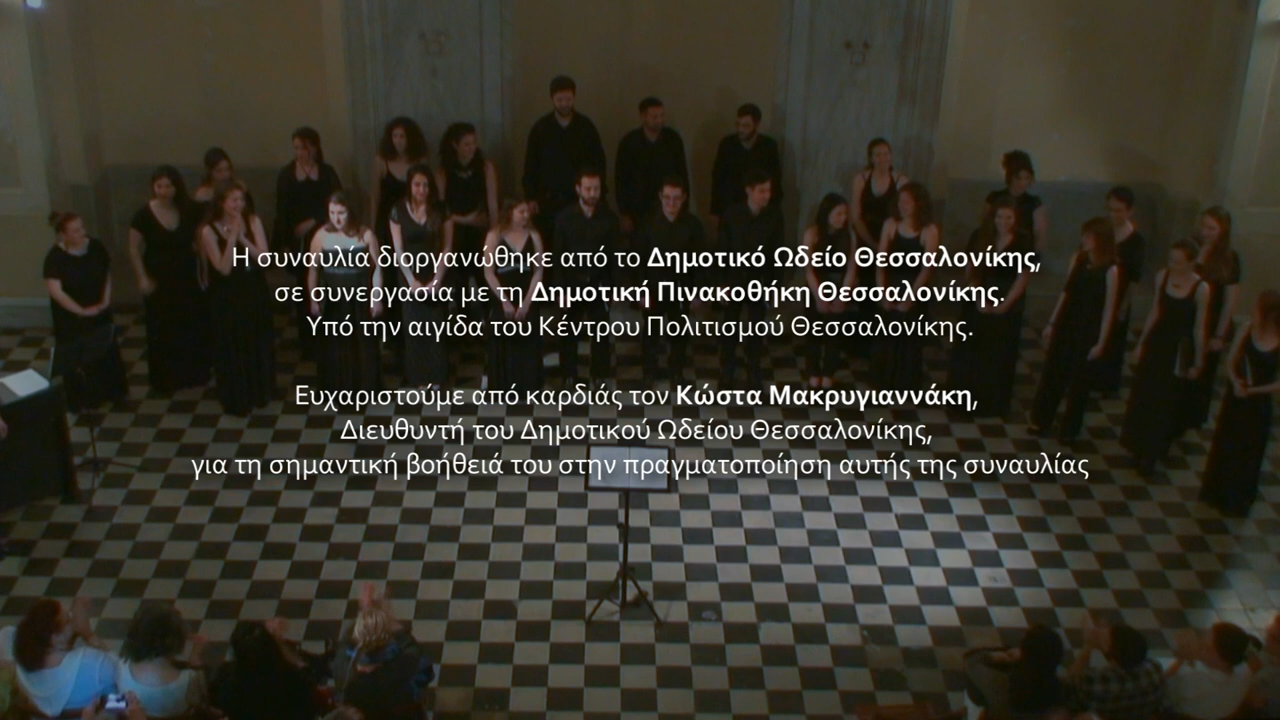 Η συναυλία διοργανώθηκε από το Δημοτικό Ωδείο Θεσσαλονίκης,
σε συνεργασία με τη Δημοτική Πινακοθήκη Θεσσαλονίκης.
Υπό την αιγίδα του Κέντρου Πολιτισμού Θεσσαλονίκης.
Ευχαριστούμε από καρδιάς τον Κώστα Μακρυγιαννάκη,
Διευθυντή του Δημοτικού Ωδείου Θεσσαλονίκης,
για τη σημαντική βοήθειά του στην πραγματοποίηση αυτής της συναυλίας